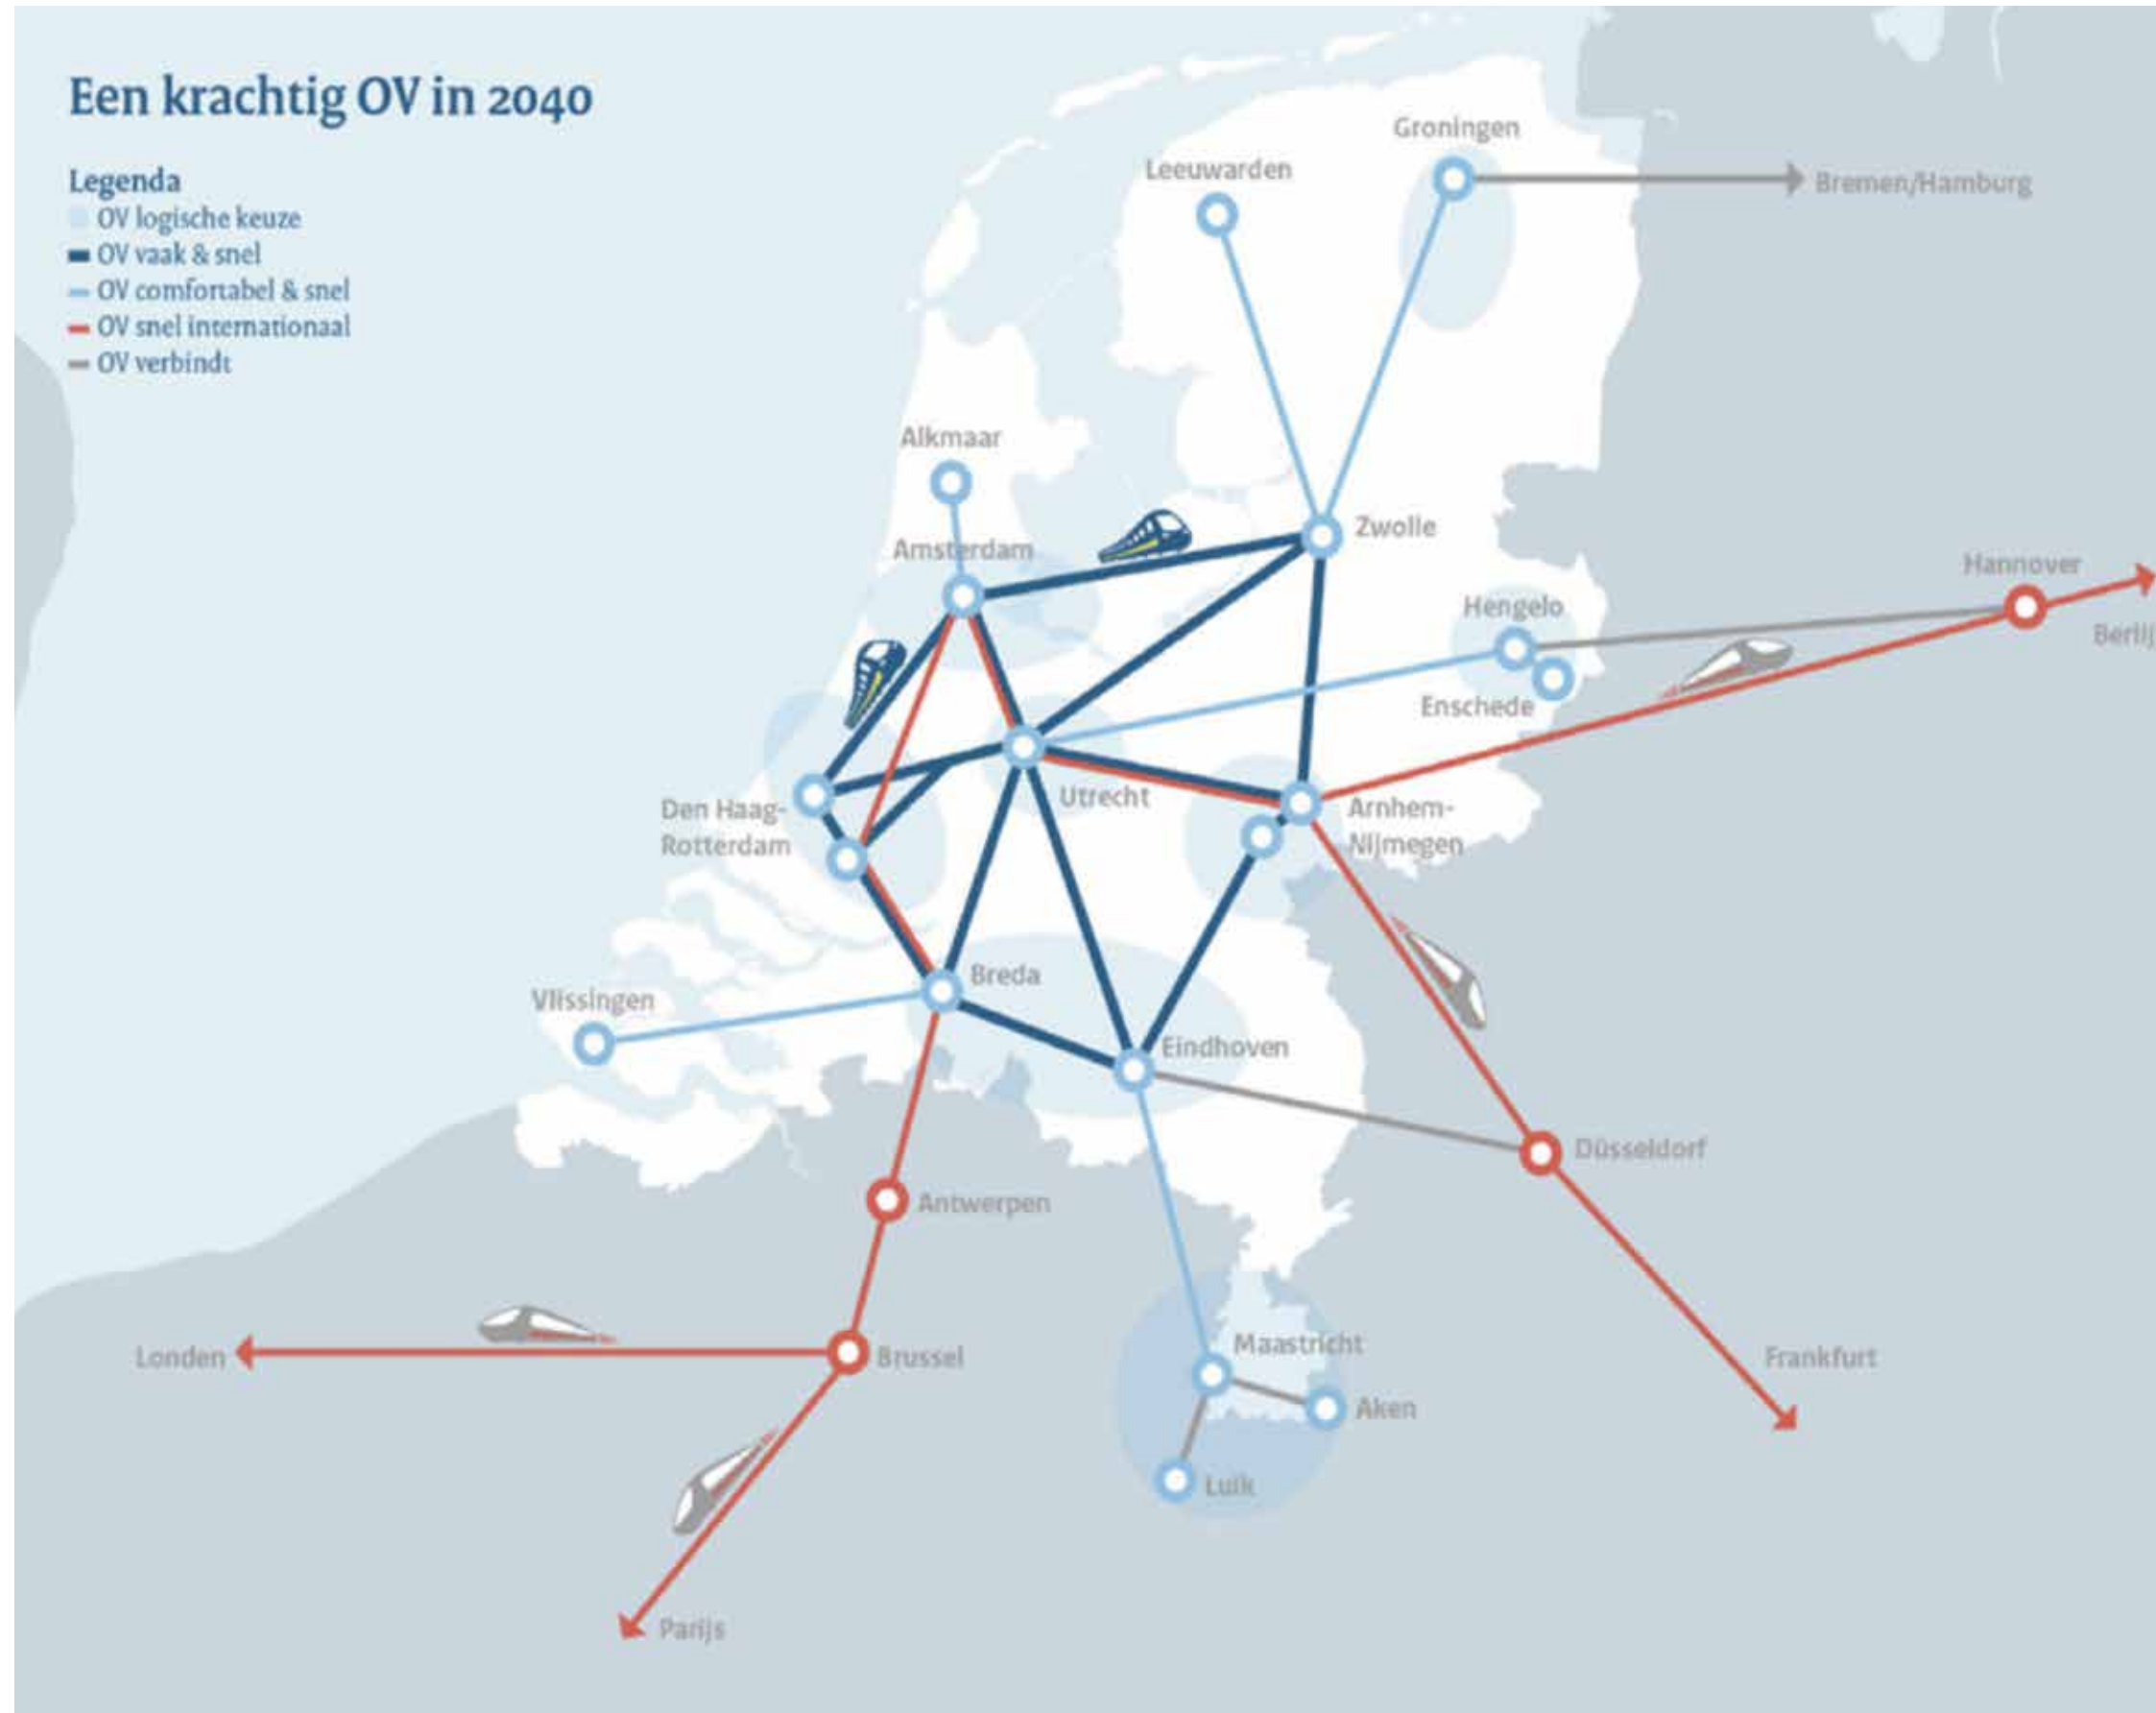 Een krachtig OV in 2040
Legenda
OV logische keuze
OV vaak & snel
OV comfortabel & snel
OV snel internationaal
OV verbindt
Groningen
Leeuwarden
Bremen/Hamburg
Alkmaar
Zwolle
Amsterdam
Hannover
Hengelo
Berlij
Enschede
Utrecht
Den Haag-
Rotterdam
Arnhem-
Nijmegen
Breda
Vlissingen
Eindhoven
Düsseldorf
Antwerpen
Maastricht
Londen
Brussel
Frankfurt
Aken
Luik
Parijs